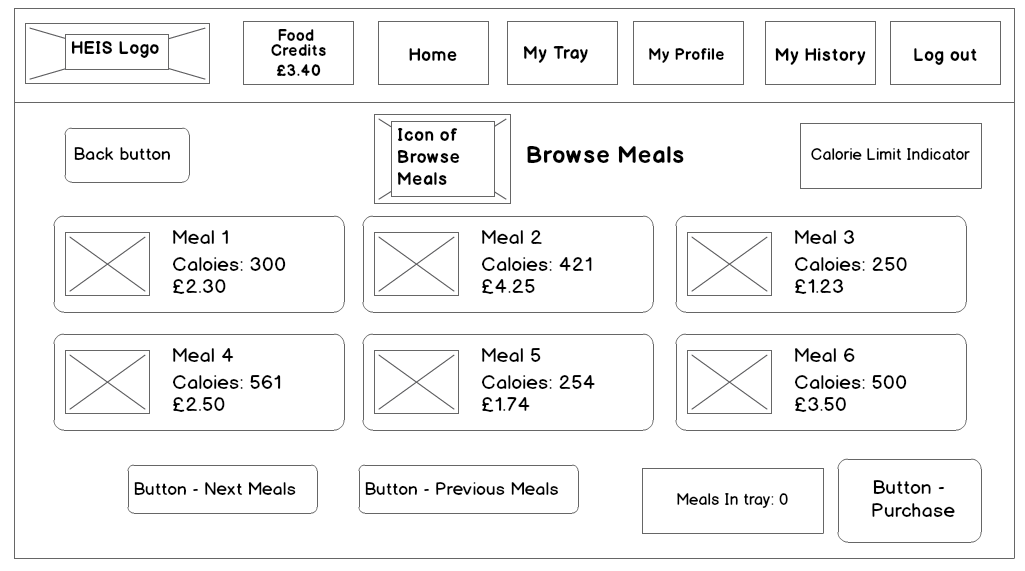 HEIS Logo
Food
Credits
£3.40
Home
My Tray
My Profile
My History
Log out
Back button
Icon of
Browse
Meals
Browse Meals
Calorie Limit Indicator
Meal 1
Caloies: 300
£2.30
Meal 2
Caloies: 421
£4.25
Meal 3
Caloies: 250
£1.23
Meal 4
Caloies: 561
£2.50
Meal 5
Caloies: 254
£1.74
Meal 6
Caloies: 500
£3.50
Button - Next Meals
Button - Previous Meals
Meals In tray: 0
Button -
Purchase